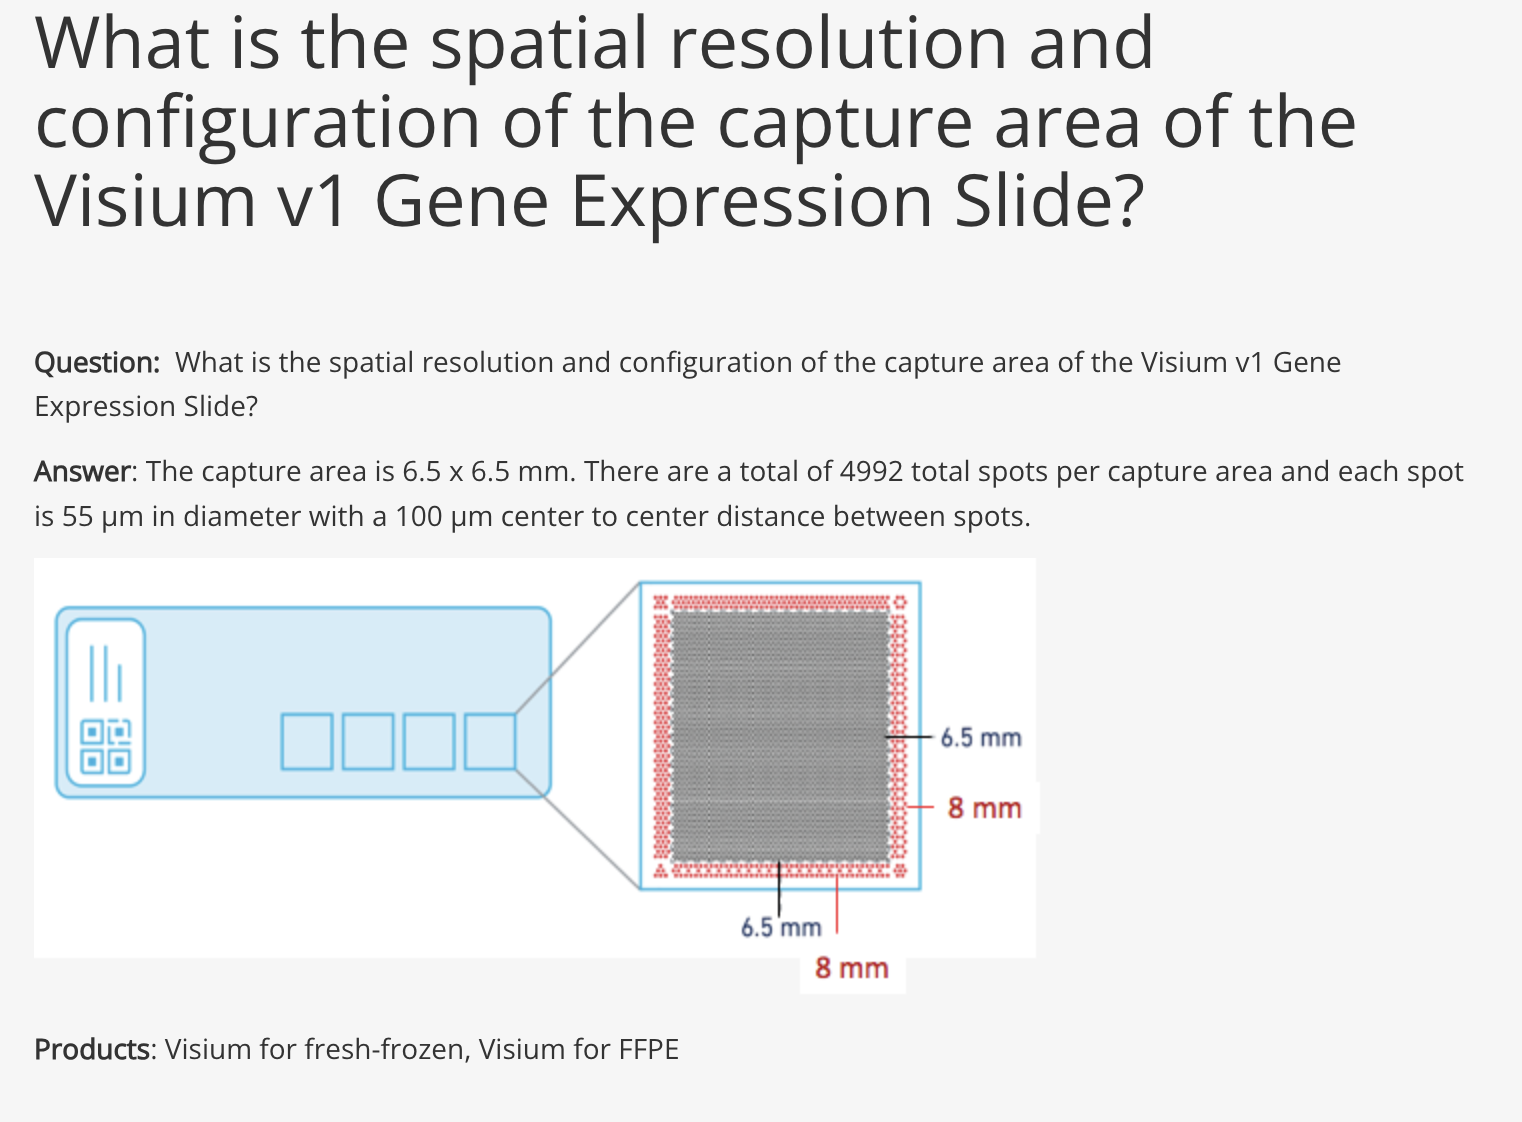 What is the spatial resolution and
configuration of the capture area of the
Visium v1 Gene Expression Slide?
Question: What is the spatial resolution and configuration of the capture area of the Visium v1 Gene
Expression Slide?
Answer: The capture area is 6.5 x 6.5 mm. There are a total of 4992 total spots per capture area and each spot
is 55 μm in diameter with a 100 μm center to center distance between spots.
6.5 mm
8 mm
6.5 mm
8 mm
Products: Visium for fresh-frozen, Visium for FFPE